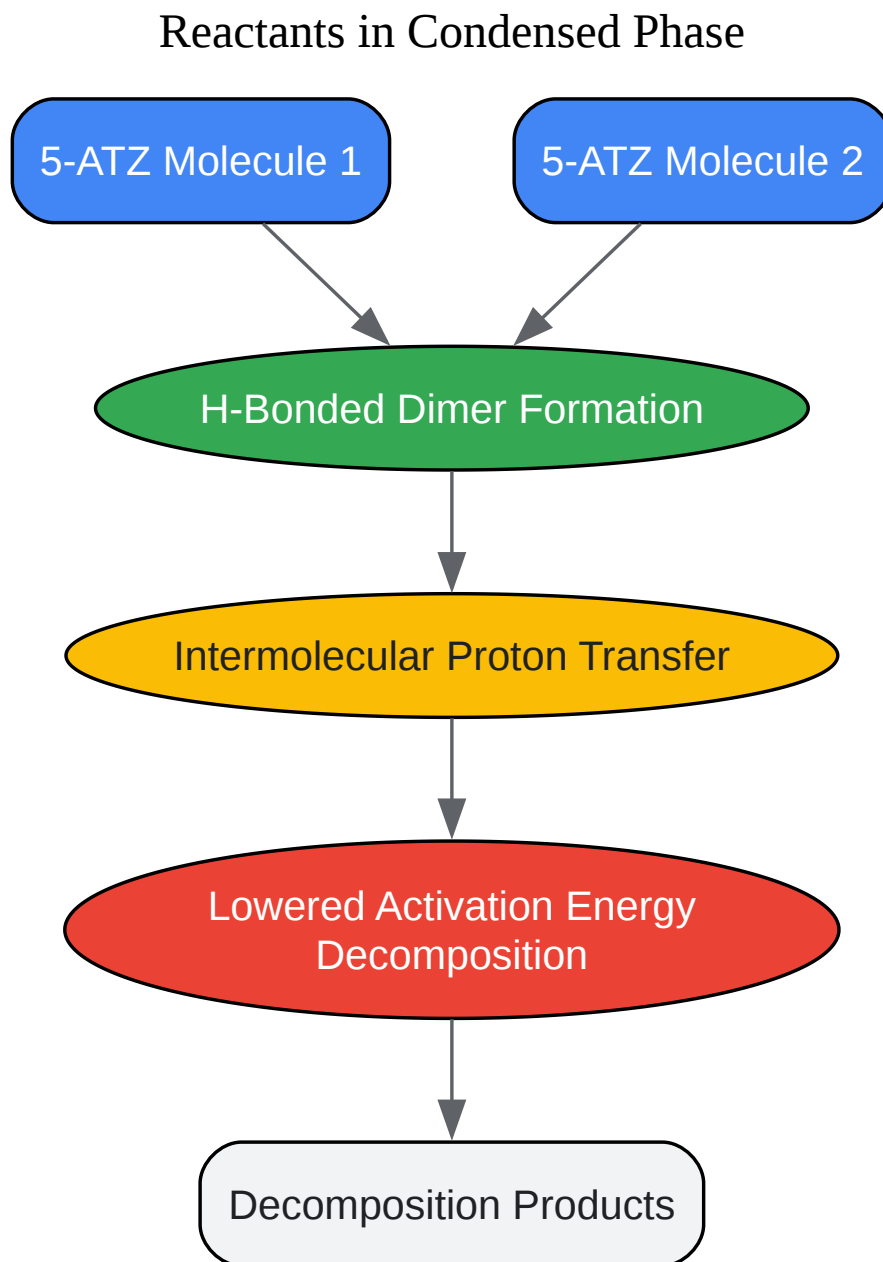 Reactants in Condensed Phase
5-ATZ Molecule 1
5-ATZ Molecule 2
H-Bonded Dimer Formation
Intermolecular Proton Transfer
Lowered Activation Energy
Decomposition
Decomposition Products